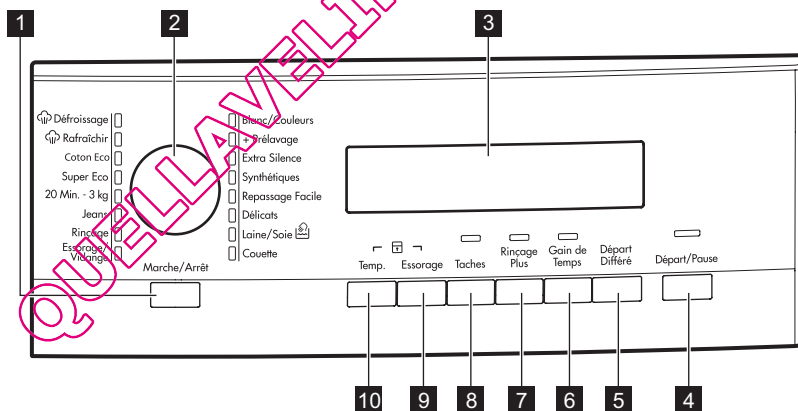 1
2
3
Défroissage
Rafraîchir
Coton Eco
Super Eco
20 Min. - 3 kg
Jeans
Rinçage
Essorage/
Vidange
Marche/Arrêt
Blanc/Couleurs
+ Prélavage
Extra Silence
Synthétiques
Repassage Facile
Délicats
Laine/Soie
Couette
Temp.
Essorage
Taches
Rinçage
Plus
Gain de
Temps
Départ
Différé
Départ/Pause
10
9
8
7
6
5
4
QUELLAVELI